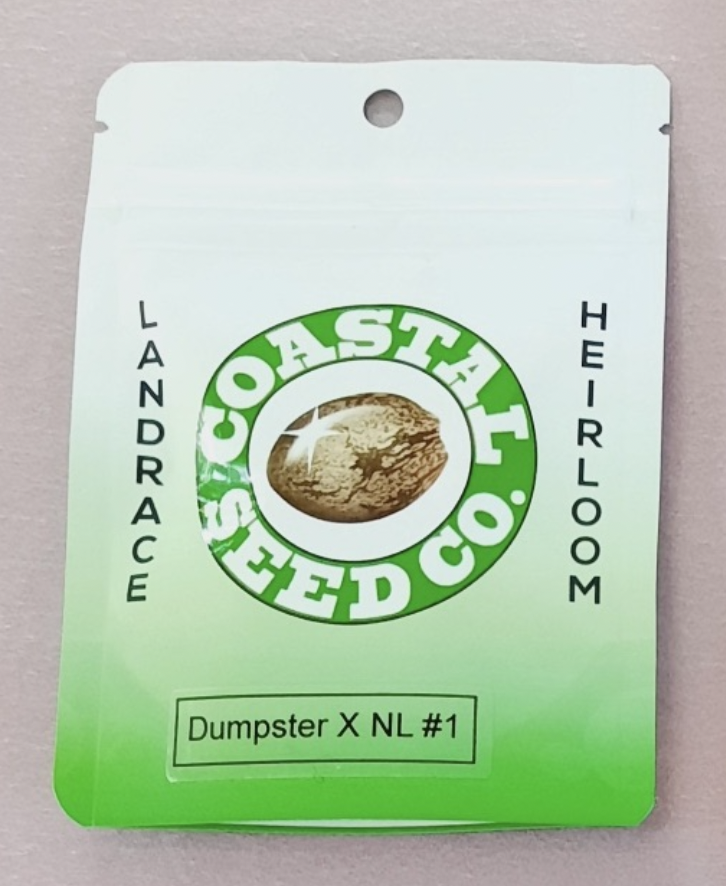 LANDRACE
COASTAL
SEED CO.
HEIRLOOM
Dumpster X NL #1